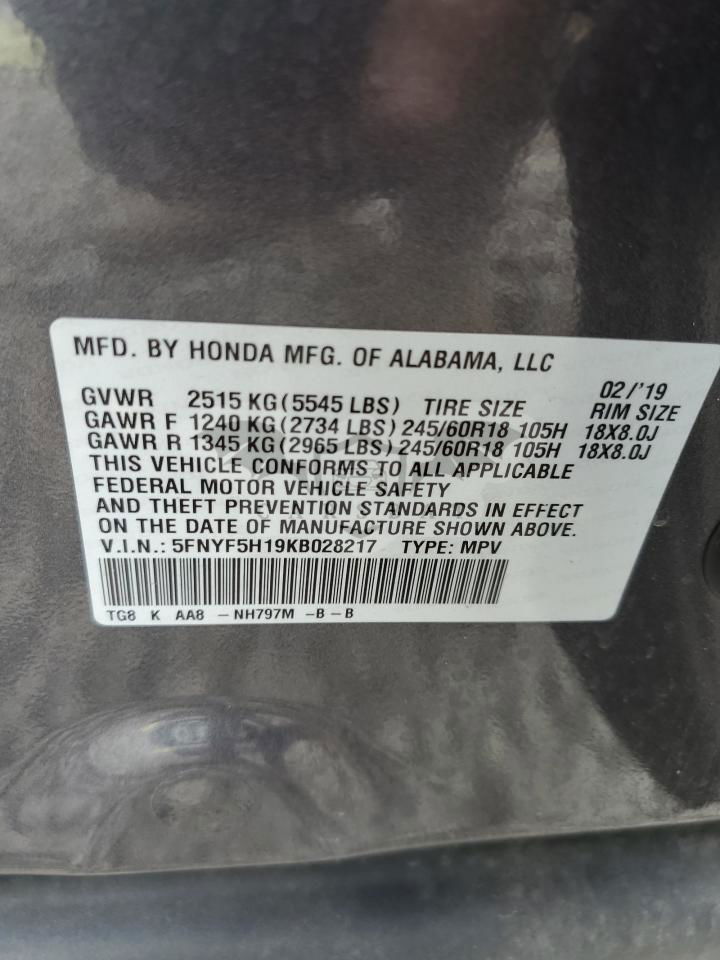 MFD. BY HONDA MFG. OF ALABAMA, LLC
02/'19
GVWR 2515 KG (5545 LBS) TIRE SIZE RIM SIZE
GAWR F 1240 KG (2734 LBS) 245/60R18 105H 18X8.0J
GAWR R 1345 KG (2965 LBS) 245/60R18 105H 18X8.0J
THIS VEHICLE CONFORMS TO ALL APPLICABLE
FEDERAL MOTOR VEHICLE SAFETY
AND THEFT PREVENTION STANDARDS IN EFFECT
ON THE DATE OF MANUFACTURE SHOWN ABOVE.
V.I.N.: 5FNYF5H19KB028217 TYPE: MPV
TG8 K AA8 -NH797M -B-B